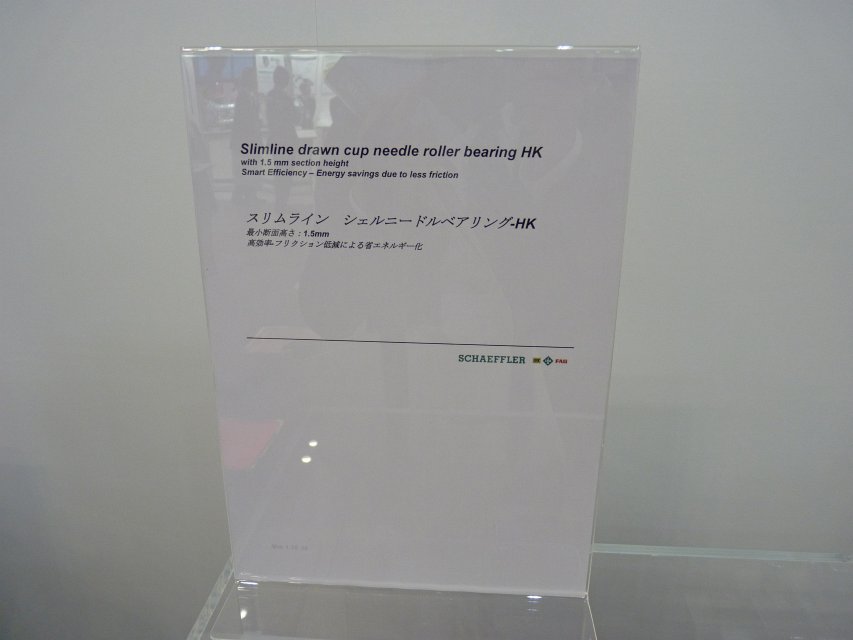 Slimline drawn cup needle roller bearing HK
with 1.5 mm section height
Smart Efficiency – Energy savings due to less friction
スリムライン　シェルニードルベアリング-HK
最小断面高さ：1.5mm
高効率-フリクション低減による省エネルギー化
SCHAEFFLER FAG